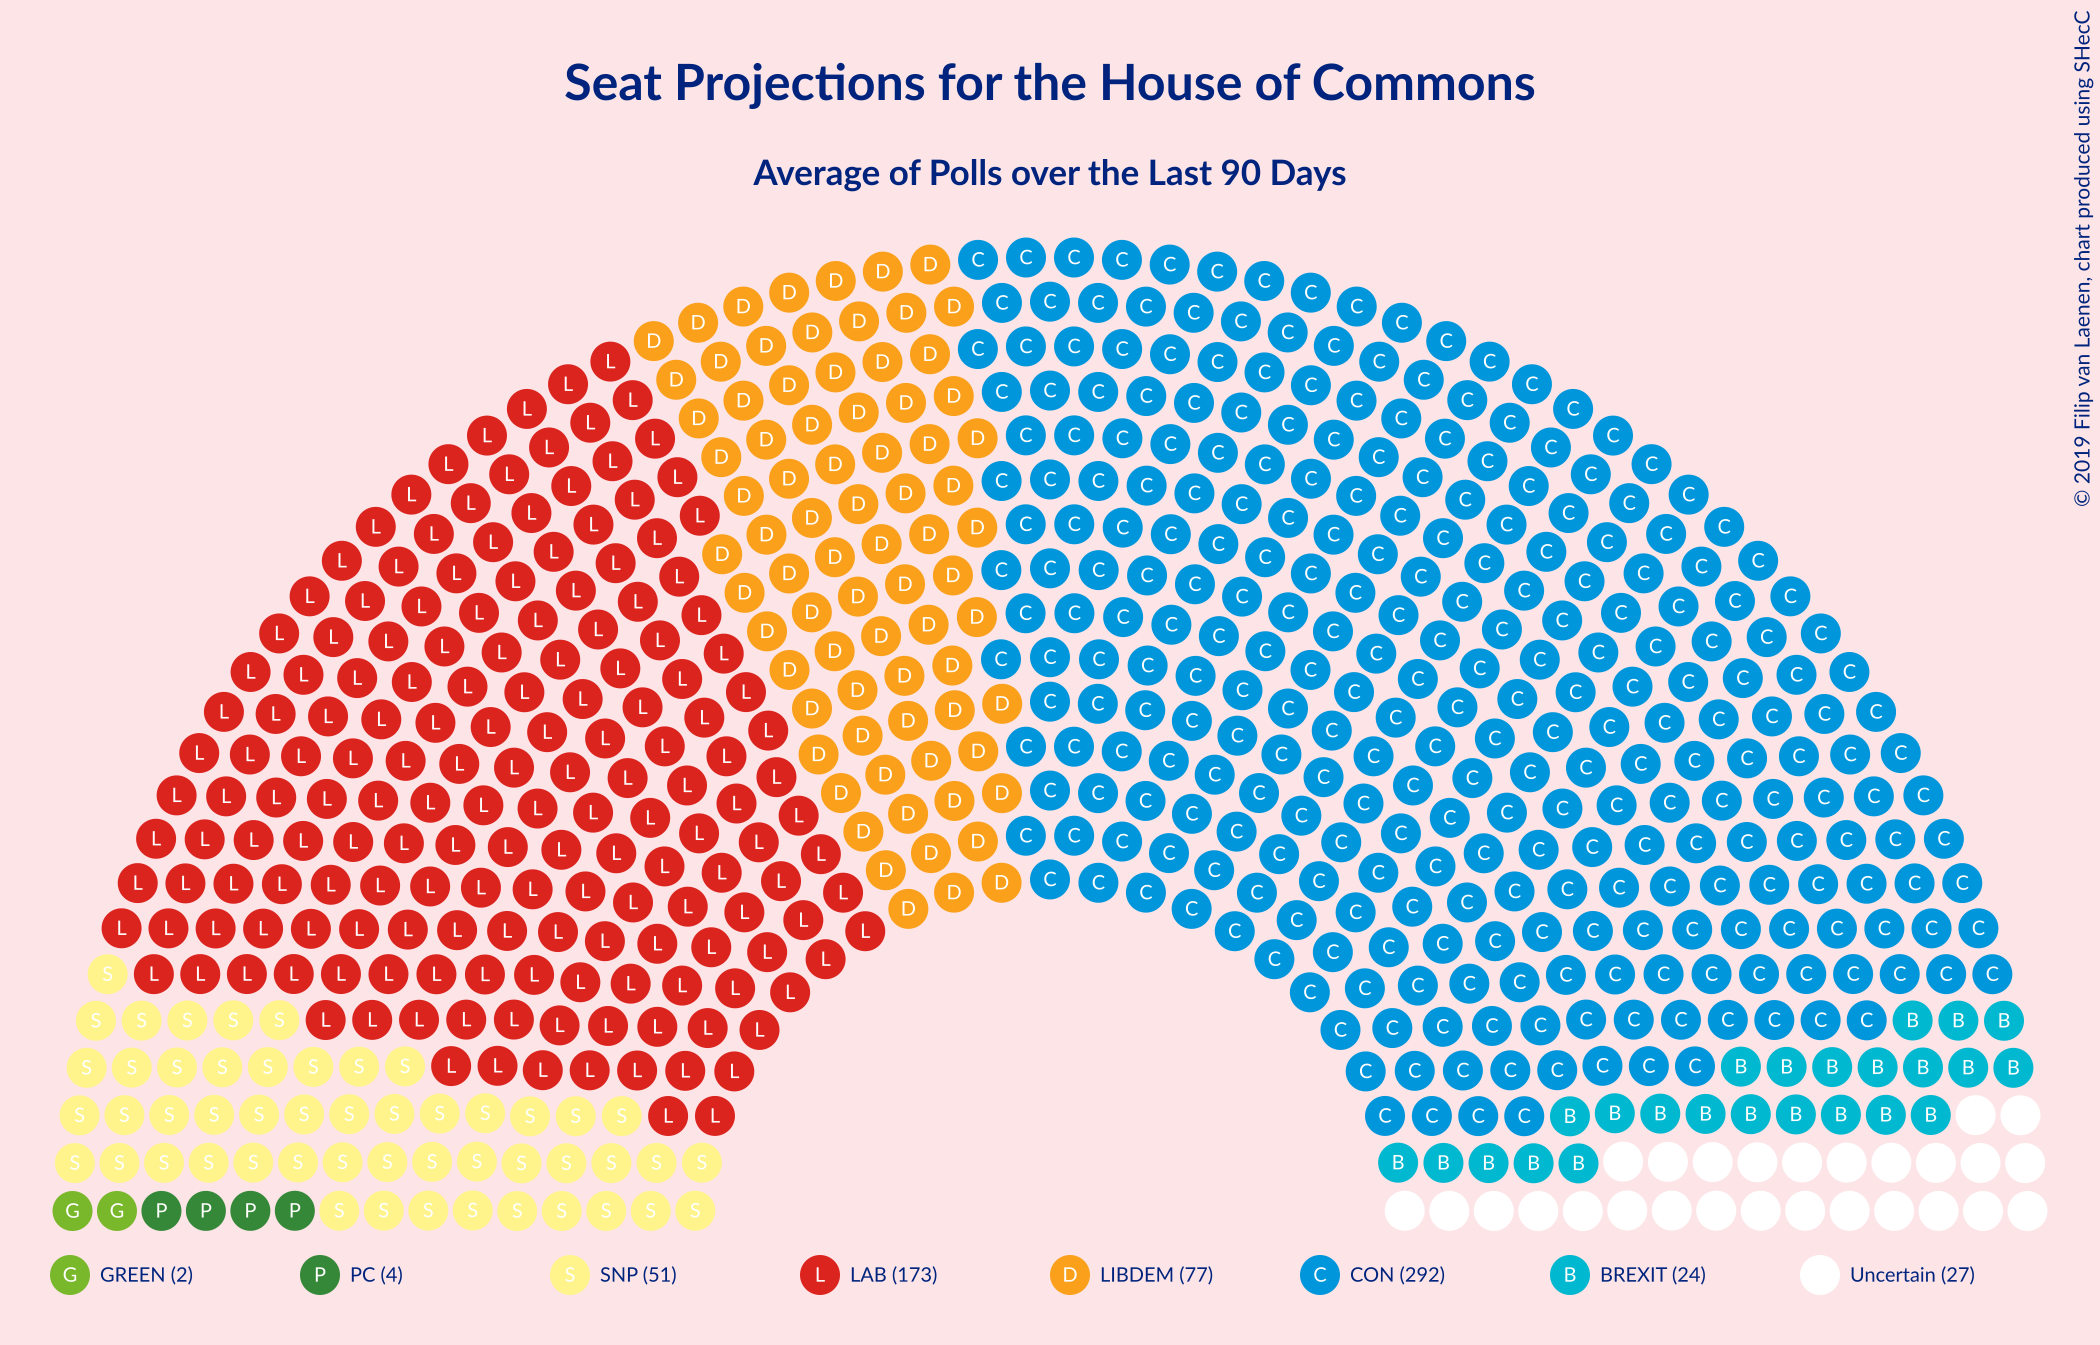 Seat Projections for the House of Commons
Average of Polls over the Last 90 Days
© 2019 Filip van Laenen, chart produced using SHecC
G GREEN (2)
P PC (4)
S SNP (51)
L LAB (173)
D LIBDEM (77)
C CON (292)
B BREXIT (24)
Uncertain (27)